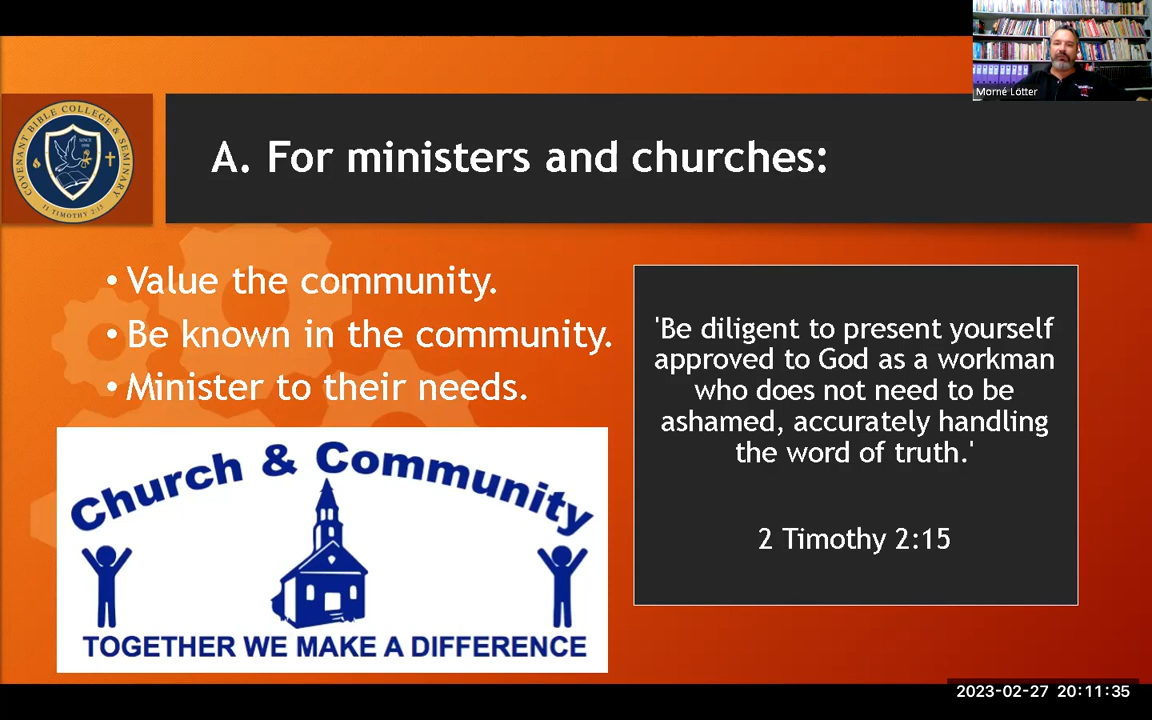 Morné Lötter
COVENANT BIBLE COLLEGE & SEMINARY
SINCE
II TIMOTHY 2:15
A. For ministers and churches:
• Value the community.
• Be known in the community.
• Minister to their needs.
Church & Community
TOGETHER WE MAKE A DIFFERENCE
'Be diligent to present yourself
approved to God as a workman
who does not need to be
ashamed, accurately handling
the word of truth.'
2 Timothy 2:15
2023-02-27 20:11:35